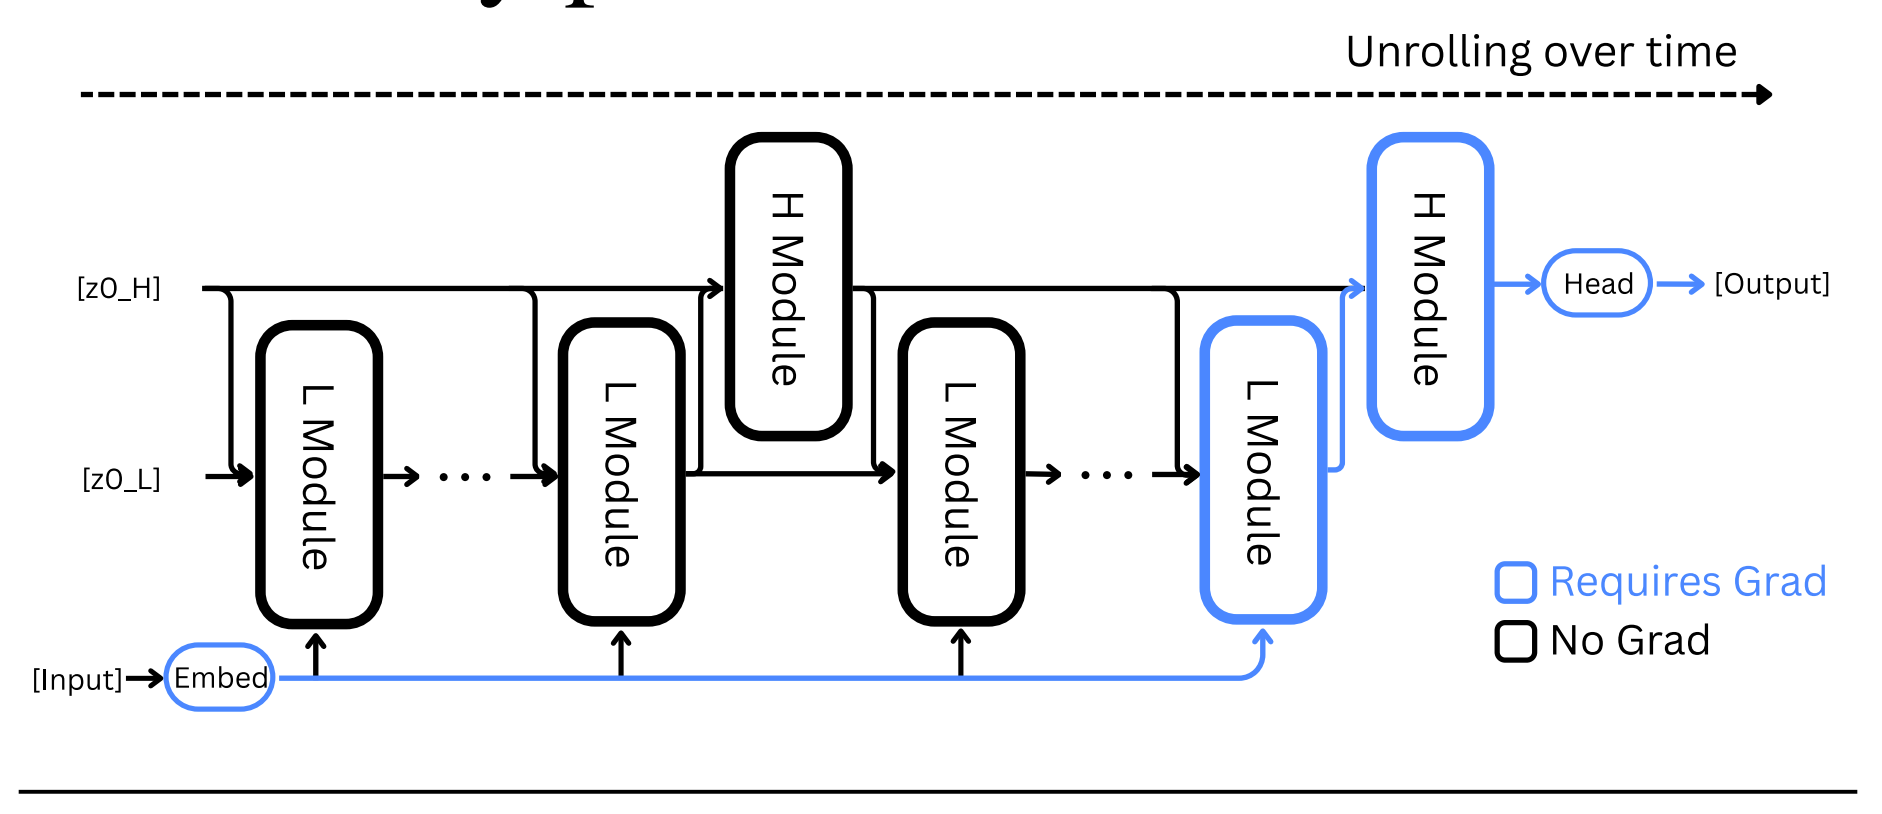 Unrolling over time
H Module
H Module
[z0_H]
Head
[Output]
L Module
L Module
L Module
L Module
[z0_L]
Requires Grad
No Grad
[Input]
Embed